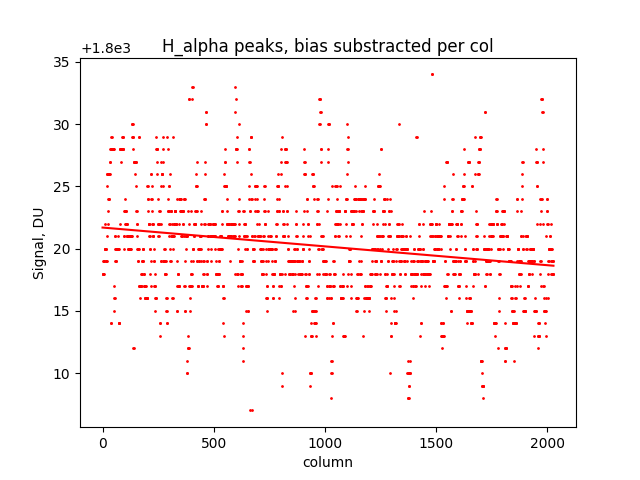 H_alpha peaks, bias substracted per col
+1.8e3
35
30
25
20
15
10
Signal, DU
0 500 1000 1500 2000
column